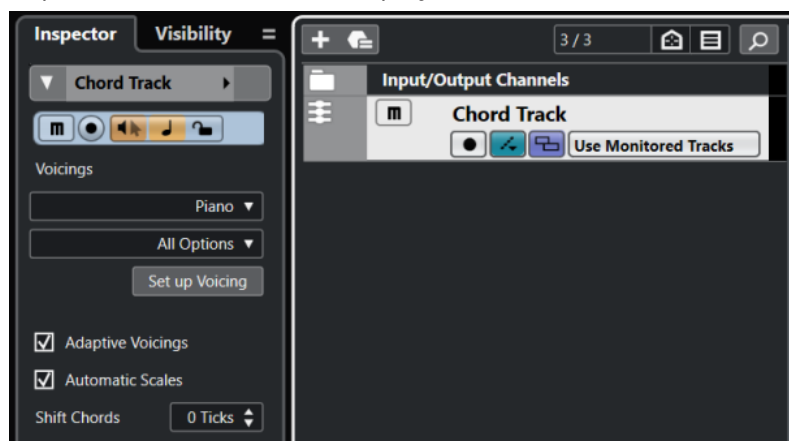 Inspector Visibility
3 / 3
Chord Track
Input/Output Channels
m
m Chord Track
Use Monitored Tracks
Voicings
Piano
All Options
Set up Voicing
Adaptive Voicings
Automatic Scales
Shift Chords 0 Ticks